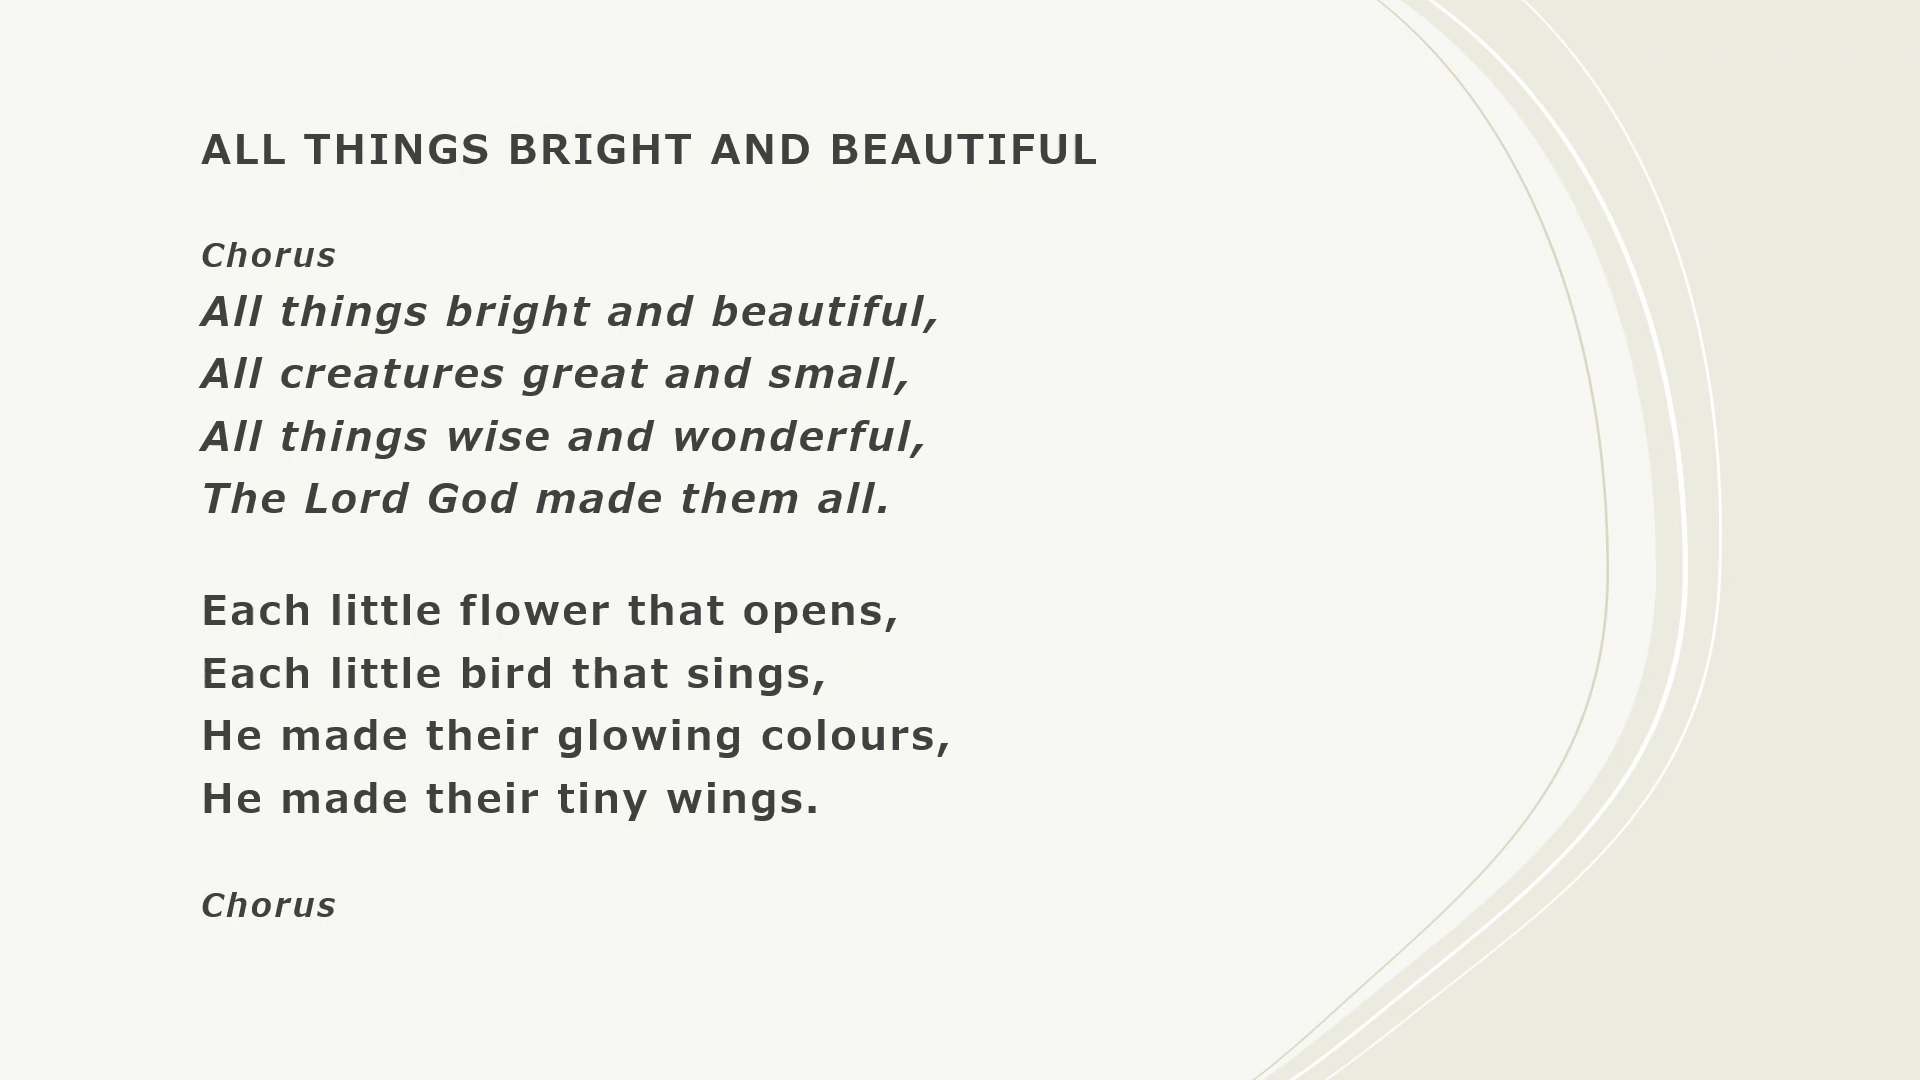 ALL THINGS BRIGHT AND BEAUTIFUL
Chorus
All things bright and beautiful,
All creatures great and small,
All things wise and wonderful,
The Lord God made them all.
Each little flower that opens,
Each little bird that sings,
He made their glowing colours,
He made their tiny wings.
Chorus